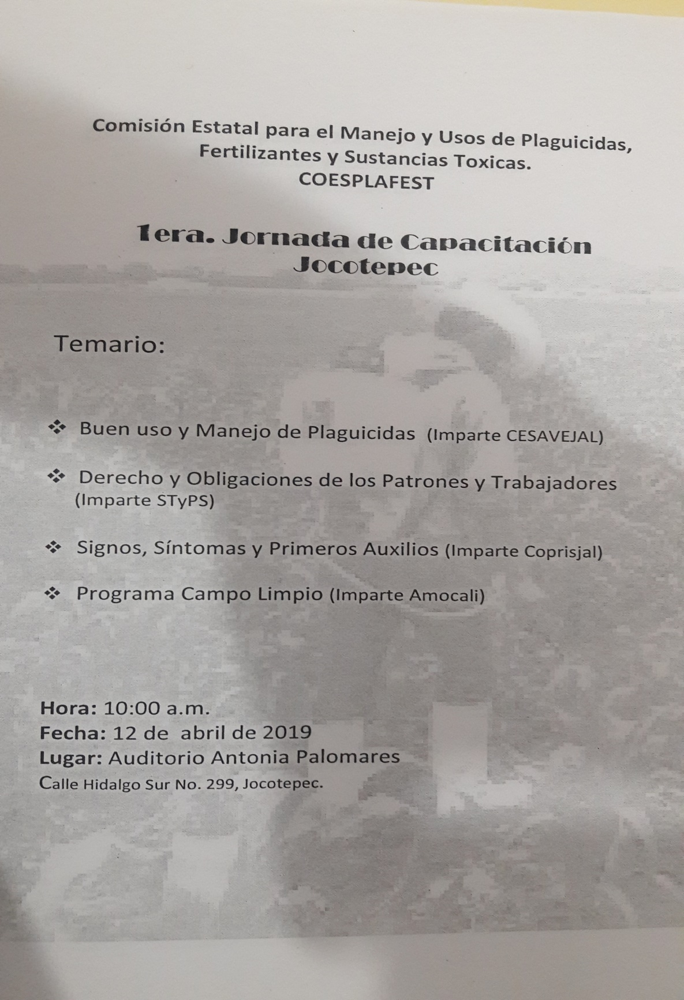 Comisión Estatal para el Manejo y Usos de Plaguicidas,
Fertilizantes y Sustancias Toxicas.
COESPLAFEST
1era. Jornada de Capacitación
Jocotepec
Temario:
❖ Buen uso y Manejo de Plaguicidas (Imparte CESAVEJAL)
❖ Derecho y Obligaciones de los Patrones y Trabajadores
(Imparte STyPS)
❖ Signos, Síntomas y Primeros Auxilios (Imparte Coprisjal)
❖ Programa Campo Limpio (Imparte Amocali)
Hora: 10:00 a.m.
Fecha: 12 de abril de 2019
Lugar: Auditorio Antonia Palomares
Calle Hidalgo Sur No. 299, Jocotepec.